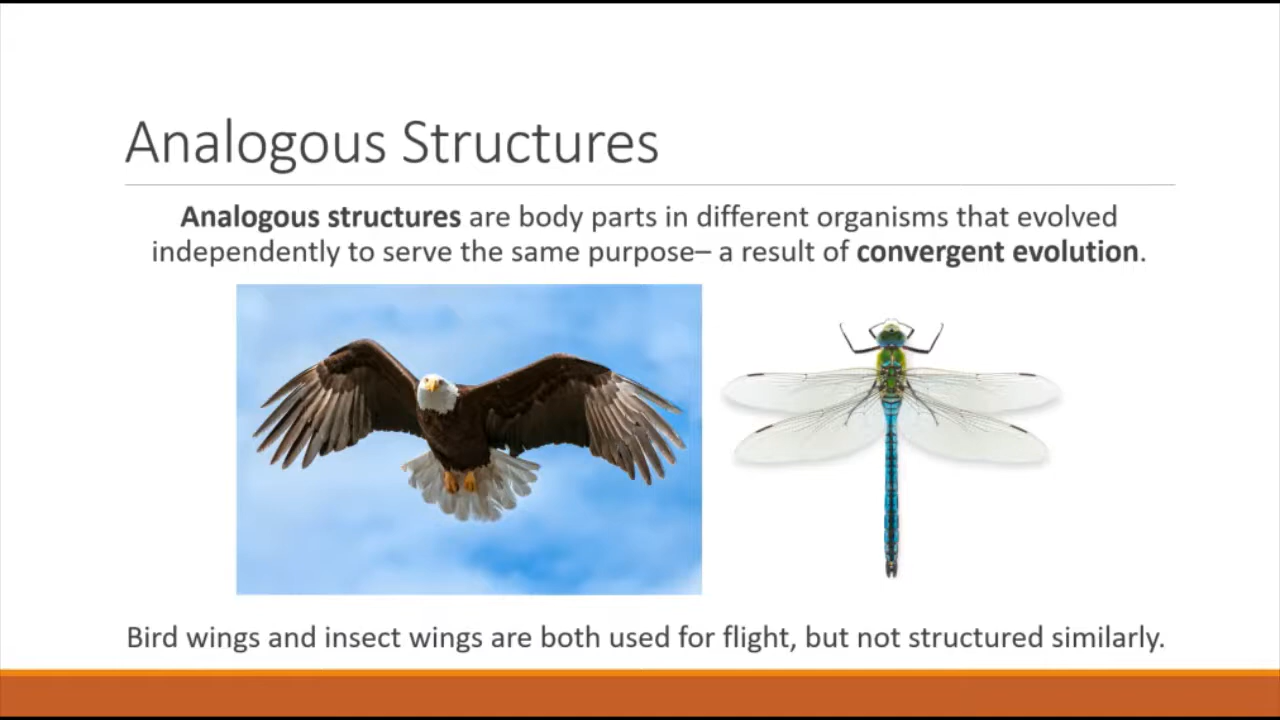 Analogous Structures
Analogous structures are body parts in different organisms that evolved
independently to serve the same purpose– a result of convergent evolution.
Bird wings and insect wings are both used for flight, but not structured similarly.